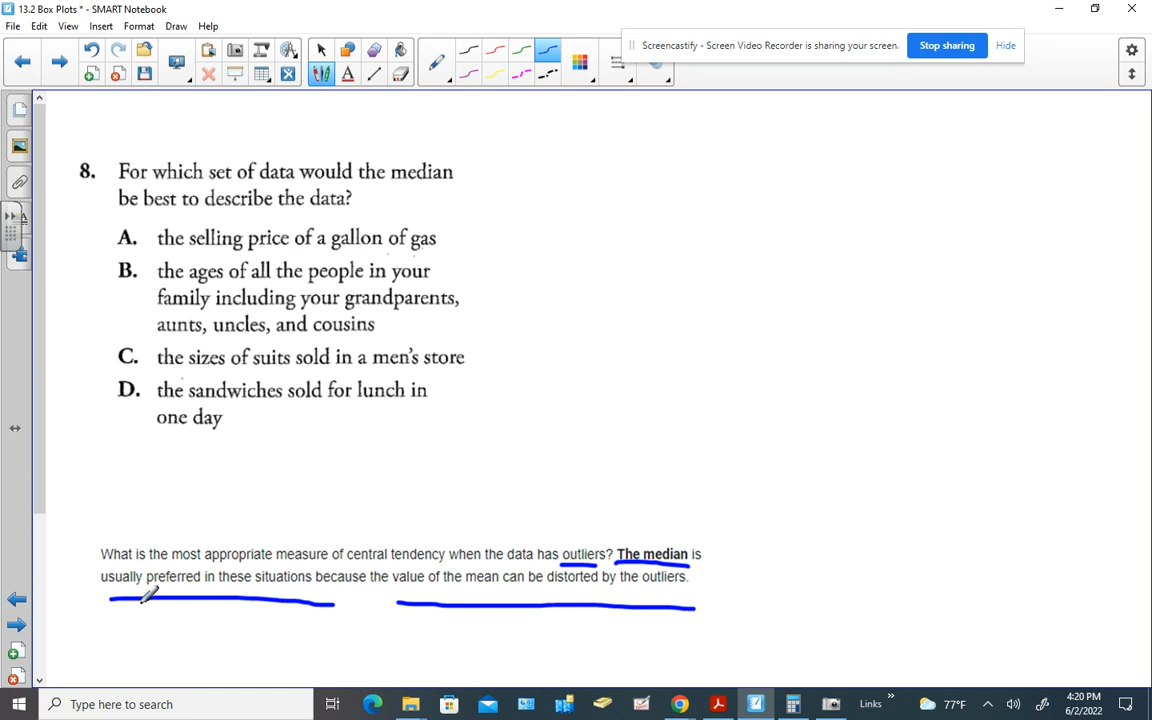 13.2 Box Plots * - SMART Notebook
File Edit View Insert Format Draw Help
Screencastify - Screen Video Recorder is sharing your screen. Stop sharing Hide
8. For which set of data would the median
be best to describe the data?
A. the selling price of a gallon of gas
B. the ages of all the people in your
family including your grandparents,
aunts, uncles, and cousins
C. the sizes of suits sold in a men's store
D. the sandwiches sold for lunch in
one day
What is the most appropriate measure of central tendency when the data has outliers? The median is
usually preferred in these situations because the value of the mean can be distorted by the outliers.
Type here to search
Links
77°F
4:20 PM
6/2/2022